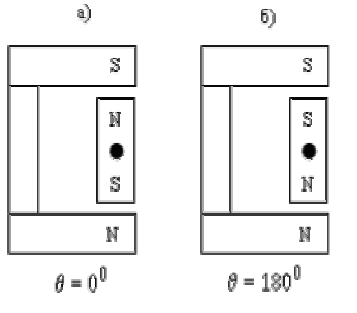 а) б)
S S
N S
S N
N N
θ = 0⁰ θ = 180⁰